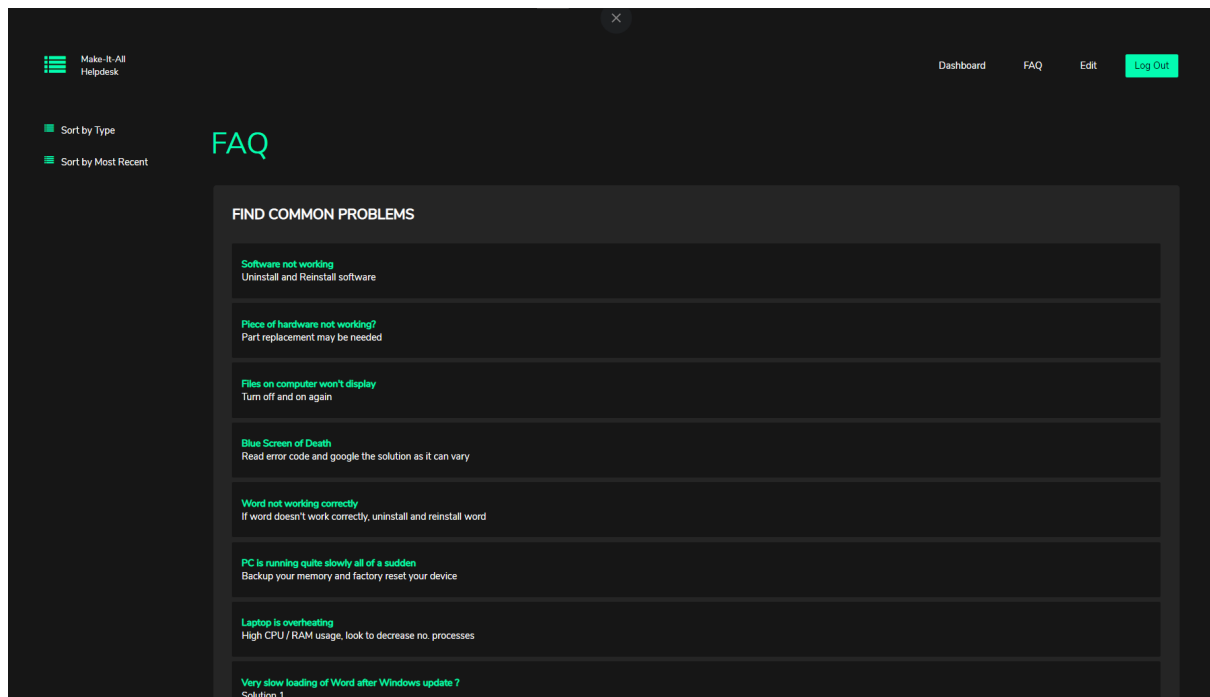 Make-It-All
Helpdesk
Dashboard
FAQ
Edit
Log Out
Sort by Type
Sort by Most Recent
FAQ
FIND COMMON PROBLEMS
Software not working
Uninstall and Reinstall software
Piece of hardware not working?
Part replacement may be needed
Files on computer won't display
Turn off and on again
Blue Screen of Death
Read error code and google the solution as it can vary
Word not working correctly
If word doesn't work correctly, uninstall and reinstall word
PC is running quite slowly all of a sudden
Backup your memory and factory reset your device
Laptop is overheating
High CPU / RAM usage, look to decrease no. processes
Very slow loading of Word after Windows update ?
Solution 1